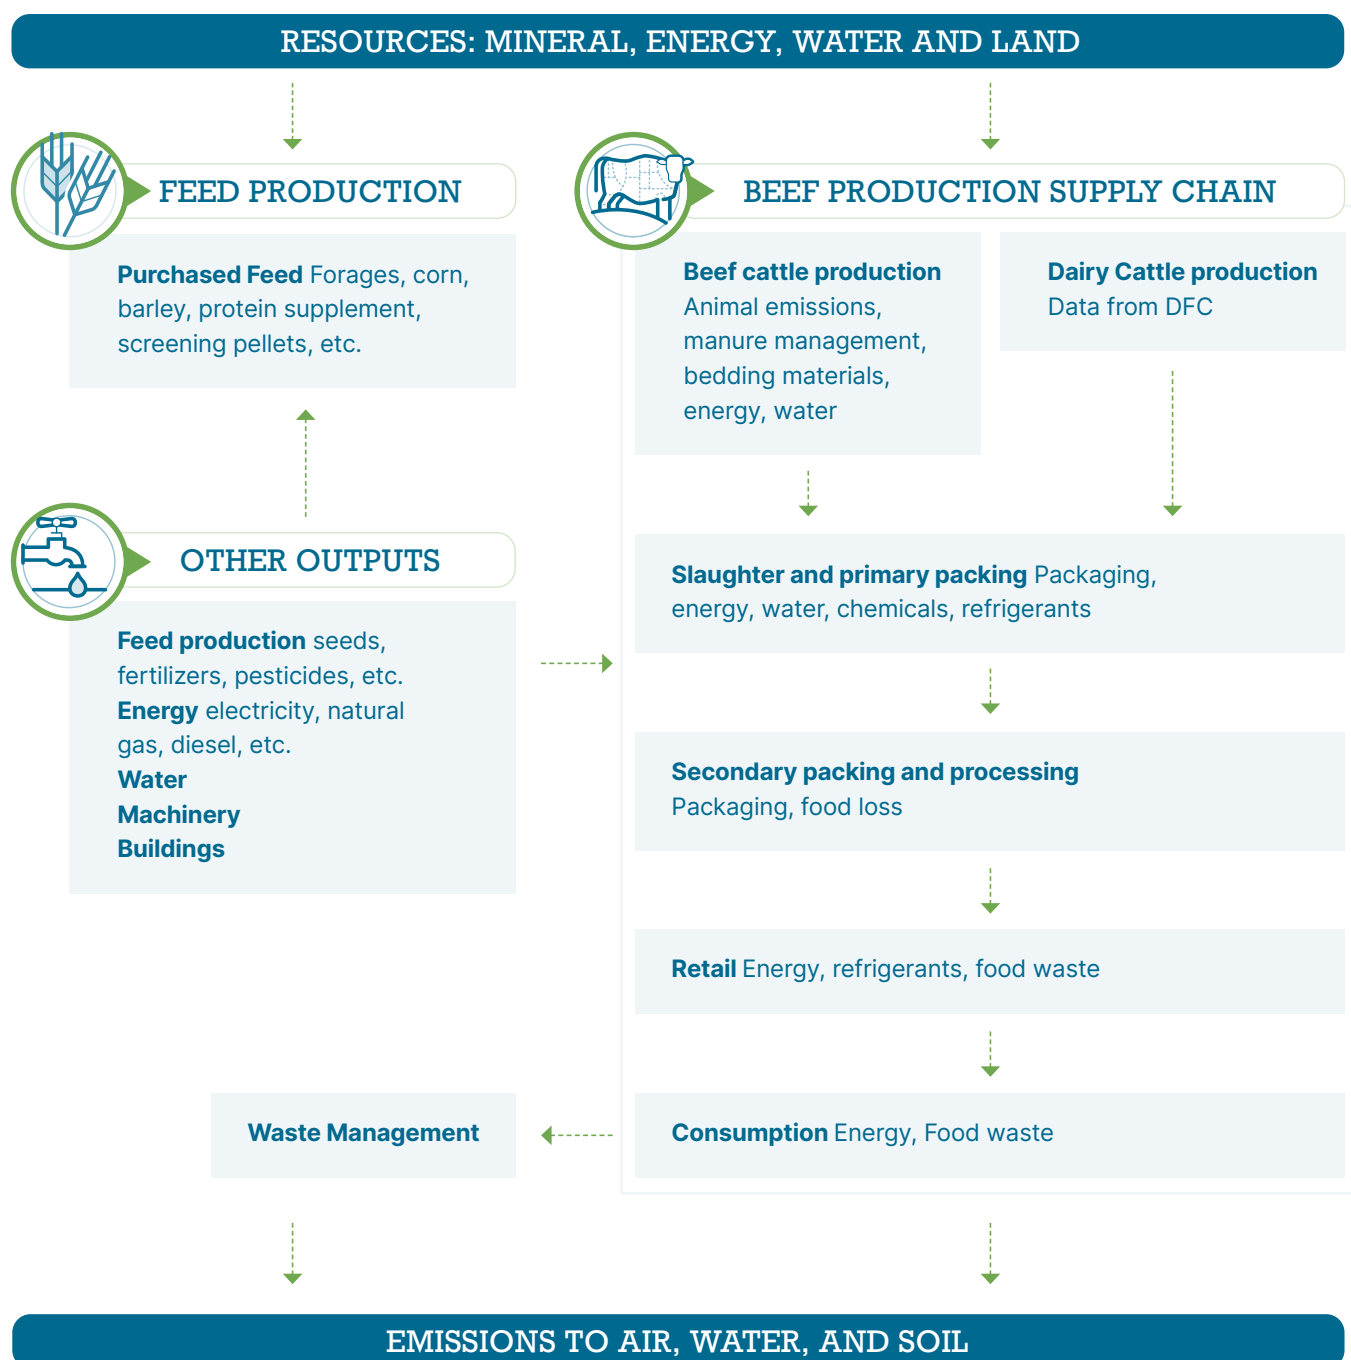 RESOURCES: MINERAL, ENERGY, WATER AND LAND
FEED PRODUCTION
Purchased Feed Forages, corn,
barley, protein supplement,
screening pellets, etc.
OTHER OUTPUTS
Feed production seeds,
fertilizers, pesticides, etc.
Energy electricity, natural
gas, diesel, etc.
Water
Machinery
Buildings
BEEF PRODUCTION SUPPLY CHAIN
Beef cattle production
Animal emissions,
manure management,
bedding materials,
energy, water
Dairy Cattle production
Data from DFC
Slaughter and primary packing Packaging,
energy, water, chemicals, refrigerants
Secondary packing and processing
Packaging, food loss
Retail Energy, refrigerants, food waste
Consumption Energy, Food waste
Waste Management
EMISSIONS TO AIR, WATER, AND SOIL